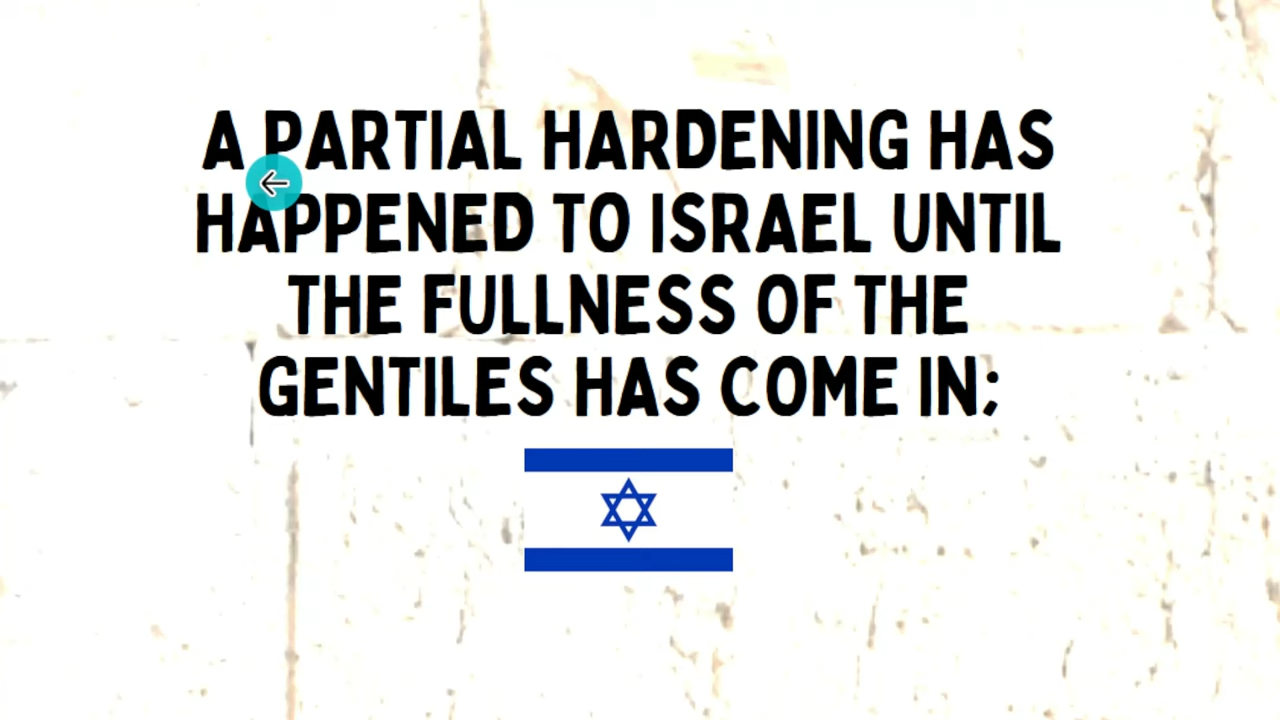 A PARTIAL HARDENING HAS
HAPPENED TO ISRAEL UNTIL
THE FULLNESS OF THE
GENTILES HAS COME IN;